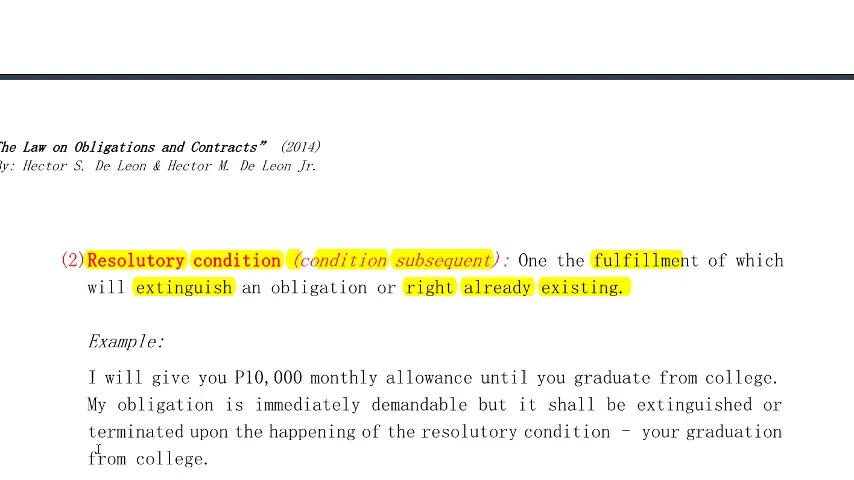 The Law on Obligations and Contracts” (2014)
By: Hector S. De Leon & Hector M. De Leon Jr.
(2)Resolutory condition (condition subsequent): One the fulfillment of which
will extinguish an obligation or right already existing.
Example:
I will give you P10,000 monthly allowance until you graduate from college.
My obligation is immediately demandable but it shall be extinguished or
terminated upon the happening of the resolutory condition – your graduation
from college.